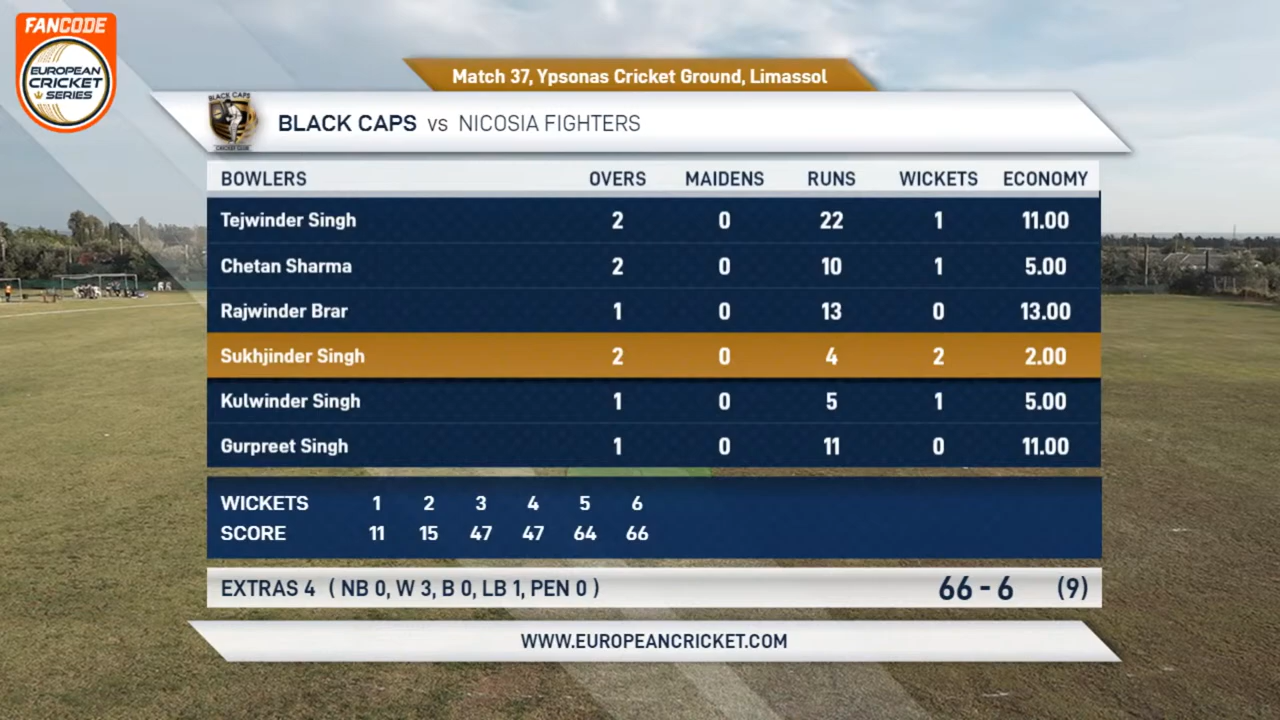 FANCODE
EUROPEAN
CRICKET
SERIES
Match 37, Ypsonas Cricket Ground, Limassol
BLACK CAPS
CRICKET CLUB
BLACK CAPS vs NICOSIA FIGHTERS
BOWLERS OVERS MAIDENS RUNS WICKETS ECONOMY
Tejwinder Singh 2 0 22 1 11.00
Chetan Sharma 2 0 10 1 5.00
Rajwinder Brar 1 0 13 0 13.00
Sukhjinder Singh 2 0 4 2 2.00
Kulwinder Singh 1 0 5 1 5.00
Gurpreet Singh 1 0 11 0 11.00
WICKETS 1 2 3 4 5 6
SCORE 11 15 47 47 64 66
EXTRAS 4 ( NB 0, W 3, B 0, LB 1, PEN 0 ) 66 - 6 (9)
WWW.EUROPEANCRICKET.COM